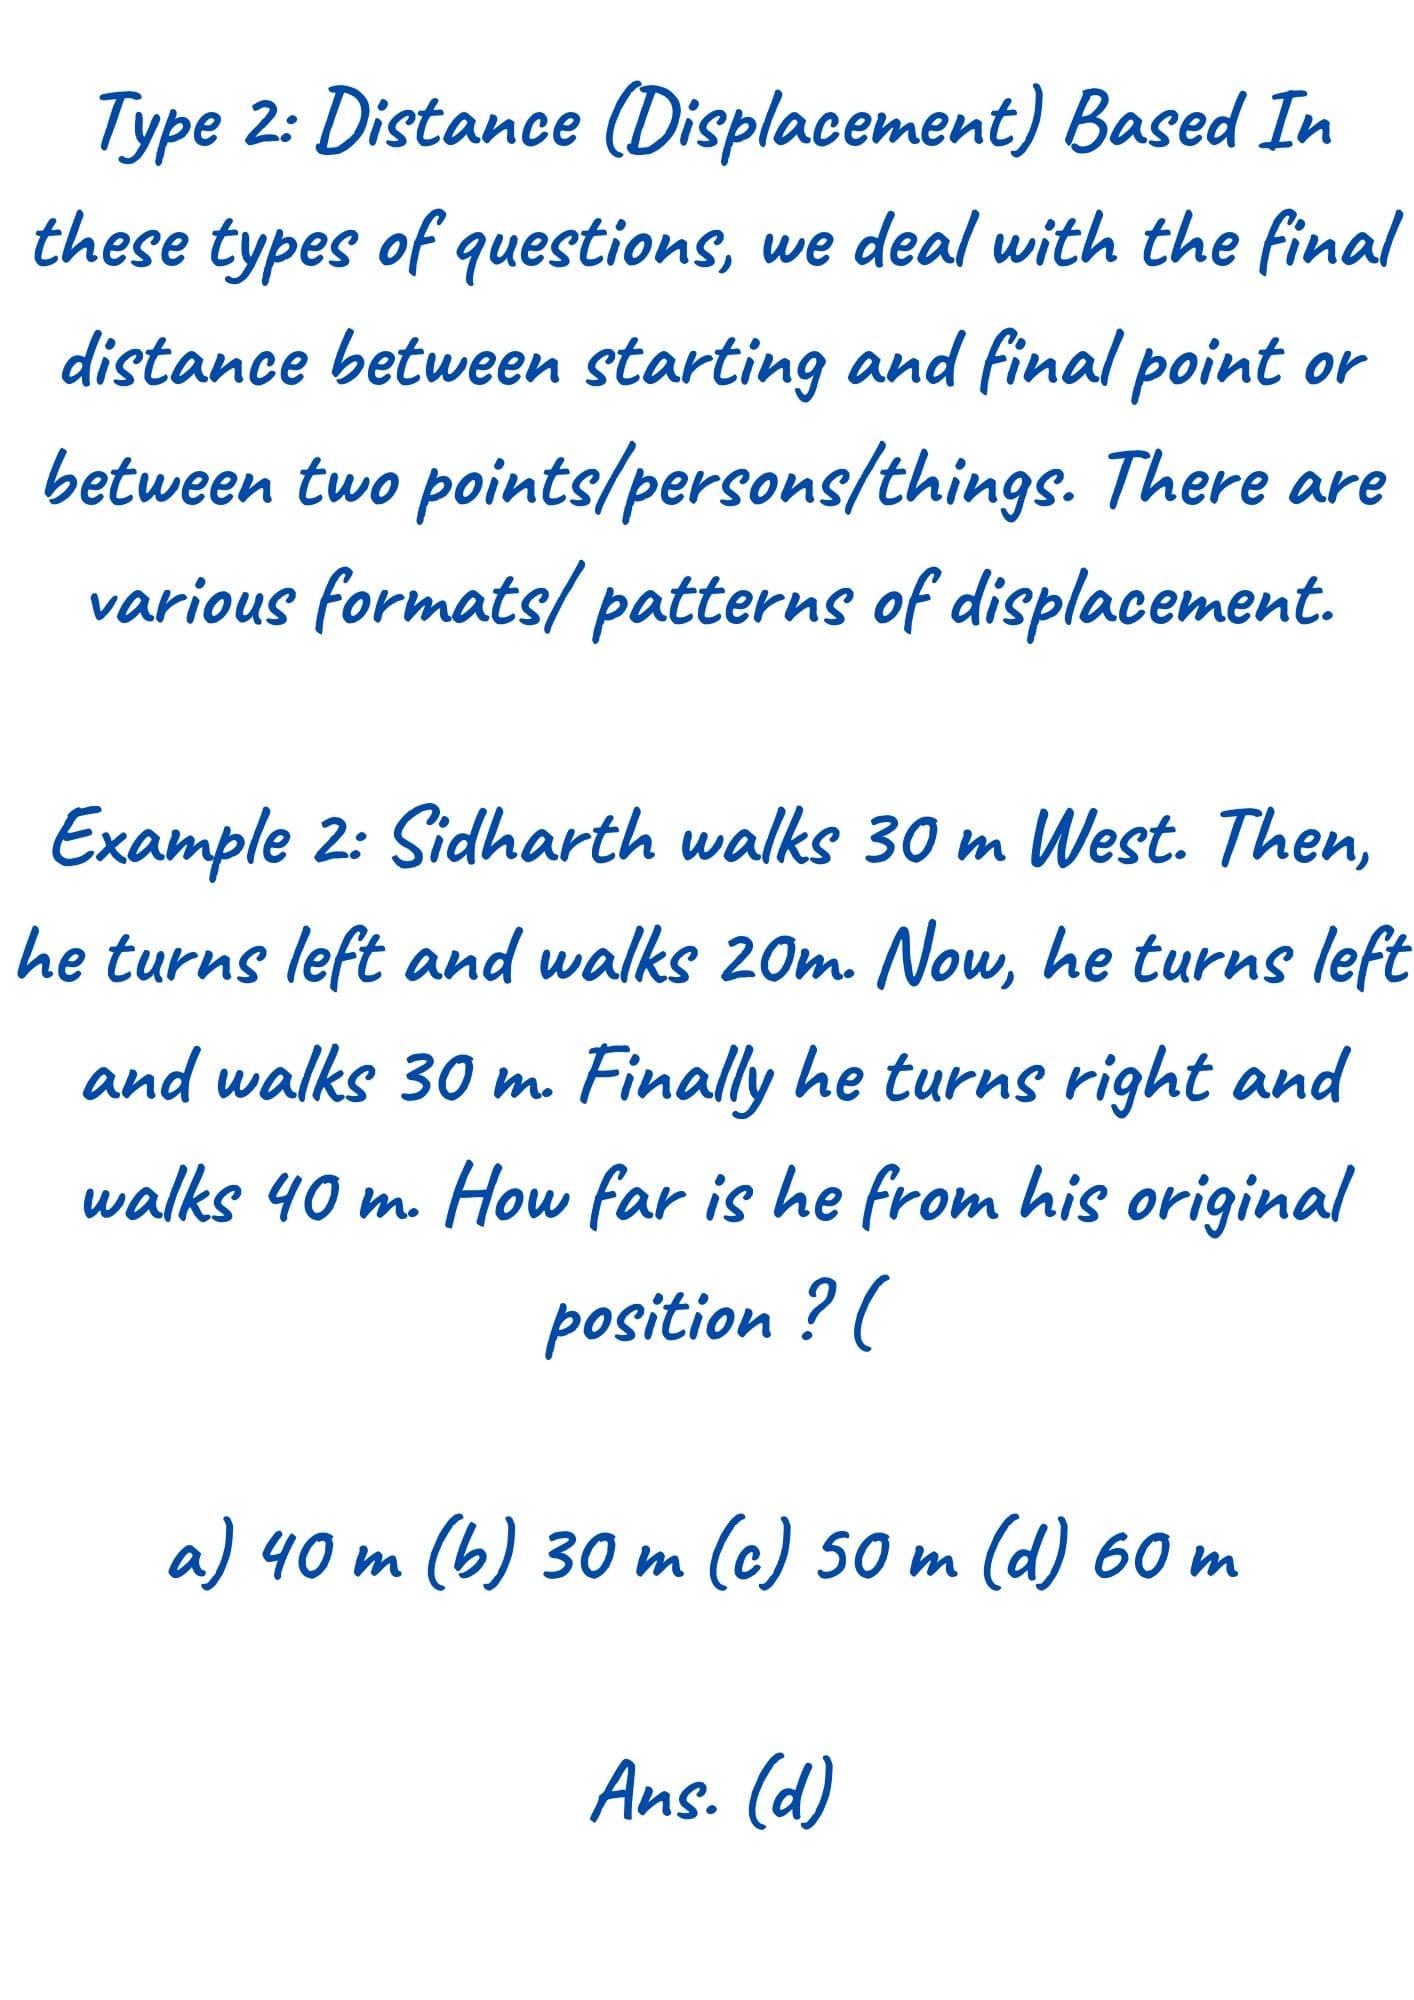 Type 2: Distance (Displacement) Based In
these types of questions, we deal with the final
distance between starting and final point or
between two points/persons/things. There are
various formats/ patterns of displacement.
Example 2: Sidharth walks 30 m West. Then,
he turns left and walks 20m. Now, he turns left
and walks 30 m. Finally he turns right and
walks 40 m. How far is he from his original
position ? (
a) 40 m (b) 30 m (c) 50 m (d) 60 m
Ans. (d)